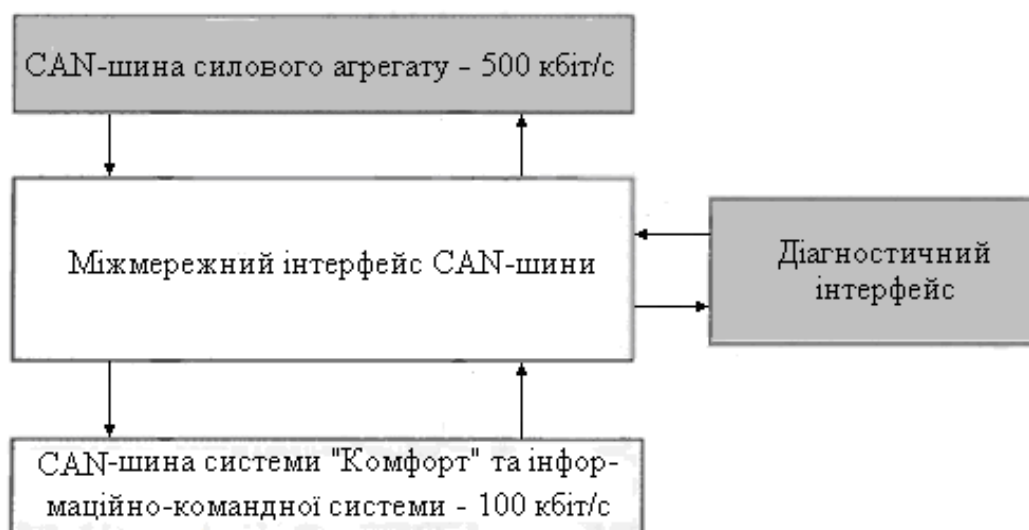 CAN-шина силового агрегату - 500 кбіт/с
Міжмережний інтерфейс CAN-шини
Діагностичний
інтерфейс
CAN-шина системи "Комфорт" та інфор-
маційно-командної системи - 100 кбіт/с